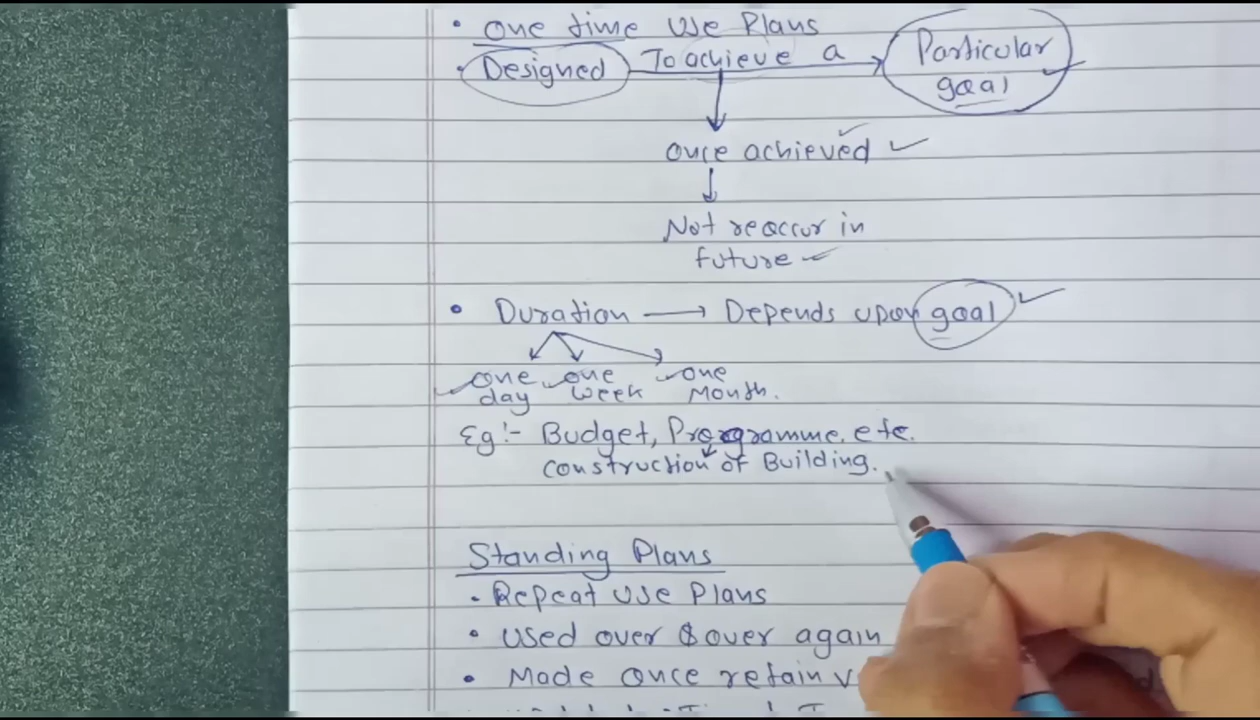 • One time Use Plans
• Designed To achieve a → Particular goal
Once achieved
Not reoccur in
future
• Duration → Depends upon goal
one day one week one Month.
Eg:- Budget, Programme, etc.
Construction of Building.
Standing Plans
• Repeat use Plans
• Used over & over again
• Made Once retain